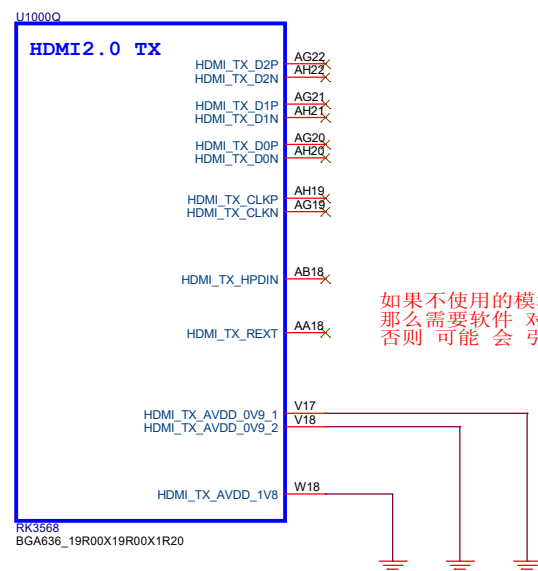 U1000Q
HDMI2.0 TX
HDMI_TX_D2P AG22
HDMI_TX_D2N AH22
HDMI_TX_D1P AG21
HDMI_TX_D1N AH21
HDMI_TX_D0P AG20
HDMI_TX_D0N AH20
HDMI_TX_CLKP AH19
HDMI_TX_CLKN AG19
HDMI_TX_HPDIN AB18
如果不使用的模
那么需要软件 对
否则 可能 会 引
HDMI_TX_REXT AA18
HDMI_TX_AVDD_0V9_1 V17
HDMI_TX_AVDD_0V9_2 V18
HDMI_TX_AVDD_1V8 W18
RK3568
BGA636_19R00X19R00X1R20